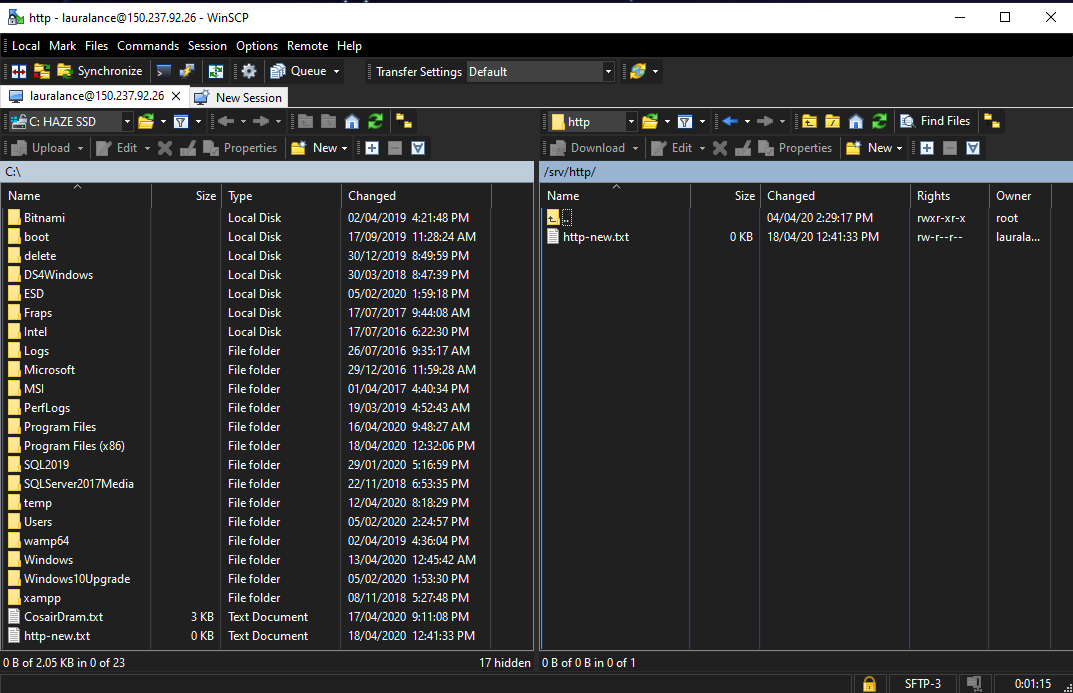 http - lauralance@150.237.92.26 - WinSCP
Local Mark Files Commands Session Options Remote Help
Synchronize Queue Transfer Settings Default
lauralance@150.237.92.26 New Session
C: HAZE SSD http Find Files
Upload Edit Properties New Download Edit Properties New
C:\ /srv/http/
Name Size Type Changed Name Size Changed Rights Owner
Bitnami Local Disk 02/04/2019 4:21:48 PM .. 04/04/20 2:29:17 PM rwxr-xr-x root
boot Local Disk 17/09/2019 11:28:24 AM http-new.txt 0 KB 18/04/20 12:41:33 PM rw-r--r-- laurala...
delete Local Disk 30/12/2019 8:49:59 PM
DS4Windows Local Disk 30/03/2018 8:47:39 PM
ESD Local Disk 05/02/2020 1:59:18 PM
Fraps Local Disk 17/07/2017 9:44:08 AM
Intel Local Disk 17/07/2016 6:22:30 PM
Logs File folder 26/07/2016 9:35:17 AM
Microsoft File folder 29/12/2016 11:59:28 AM
MSI File folder 01/04/2017 4:40:34 PM
PerfLogs File folder 19/03/2019 4:52:43 AM
Program Files File folder 16/04/2020 9:48:27 AM
Program Files (x86) File folder 18/04/2020 12:32:06 PM
SQL2019 File folder 29/01/2020 5:16:59 PM
SQLServer2017Media File folder 22/11/2018 6:53:35 PM
temp File folder 12/04/2020 8:18:29 PM
Users File folder 05/02/2020 2:24:57 PM
wamp64 File folder 02/04/2019 4:36:04 PM
Windows File folder 13/04/2020 12:45:42 AM
Windows10Upgrade File folder 05/02/2020 1:53:30 PM
xampp File folder 08/11/2018 5:27:48 PM
CosairDram.txt 3 KB Text Document 17/04/2020 9:11:08 PM
http-new.txt 0 KB Text Document 18/04/2020 12:41:33 PM
0 B of 2.05 KB in 0 of 23 17 hidden 0 B of 0 B in 0 of 1
SFTP-3 0:01:15